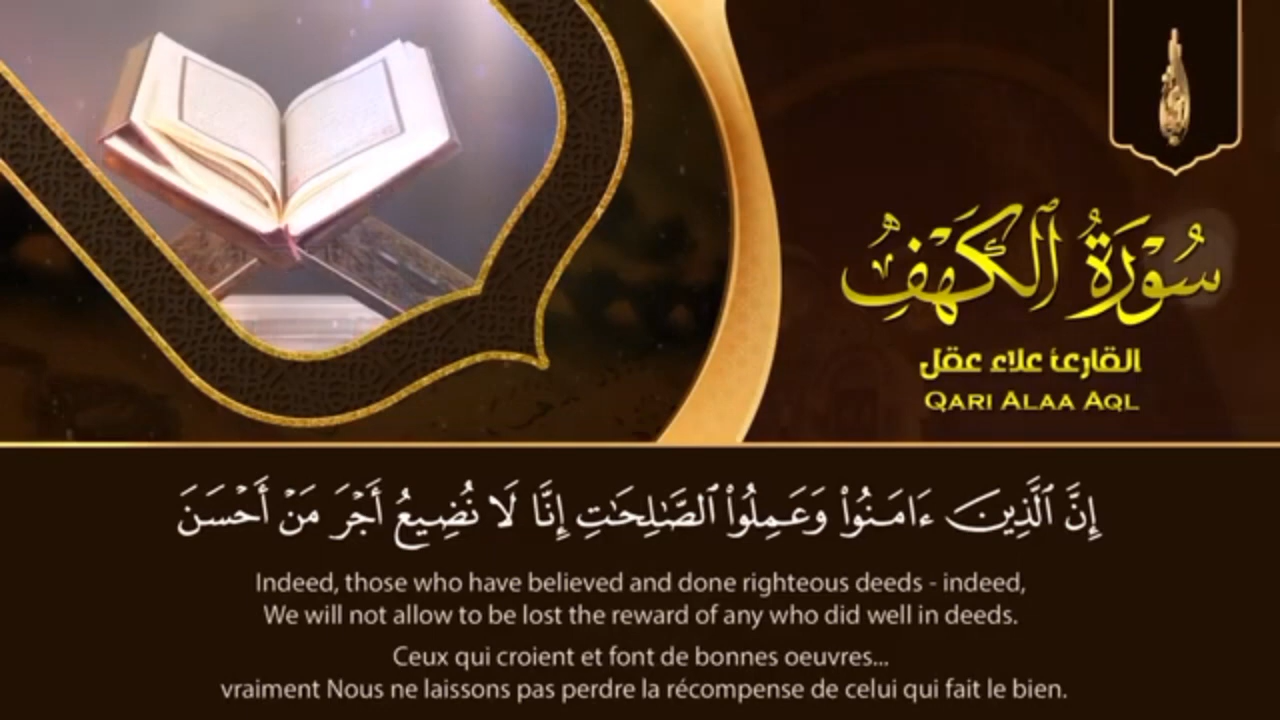 سُورَةُ ٱلْكَهْفِ
القارئ علاء عقل
QARI ALAA AQL
إِنَّ ٱلَّذِينَ ءَامَنُوا۟ وَعَمِلُوا۟ ٱلصَّـٰلِحَـٰتِ إِنَّا لَا نُضِيعُ أَجْرَ مَنْ أَحْسَنَ
Indeed, those who have believed and done righteous deeds - indeed,
We will not allow to be lost the reward of any who did well in deeds.
Ceux qui croient et font de bonnes oeuvres...
vraiment Nous ne laissons pas perdre la récompense de celui qui fait le bien.